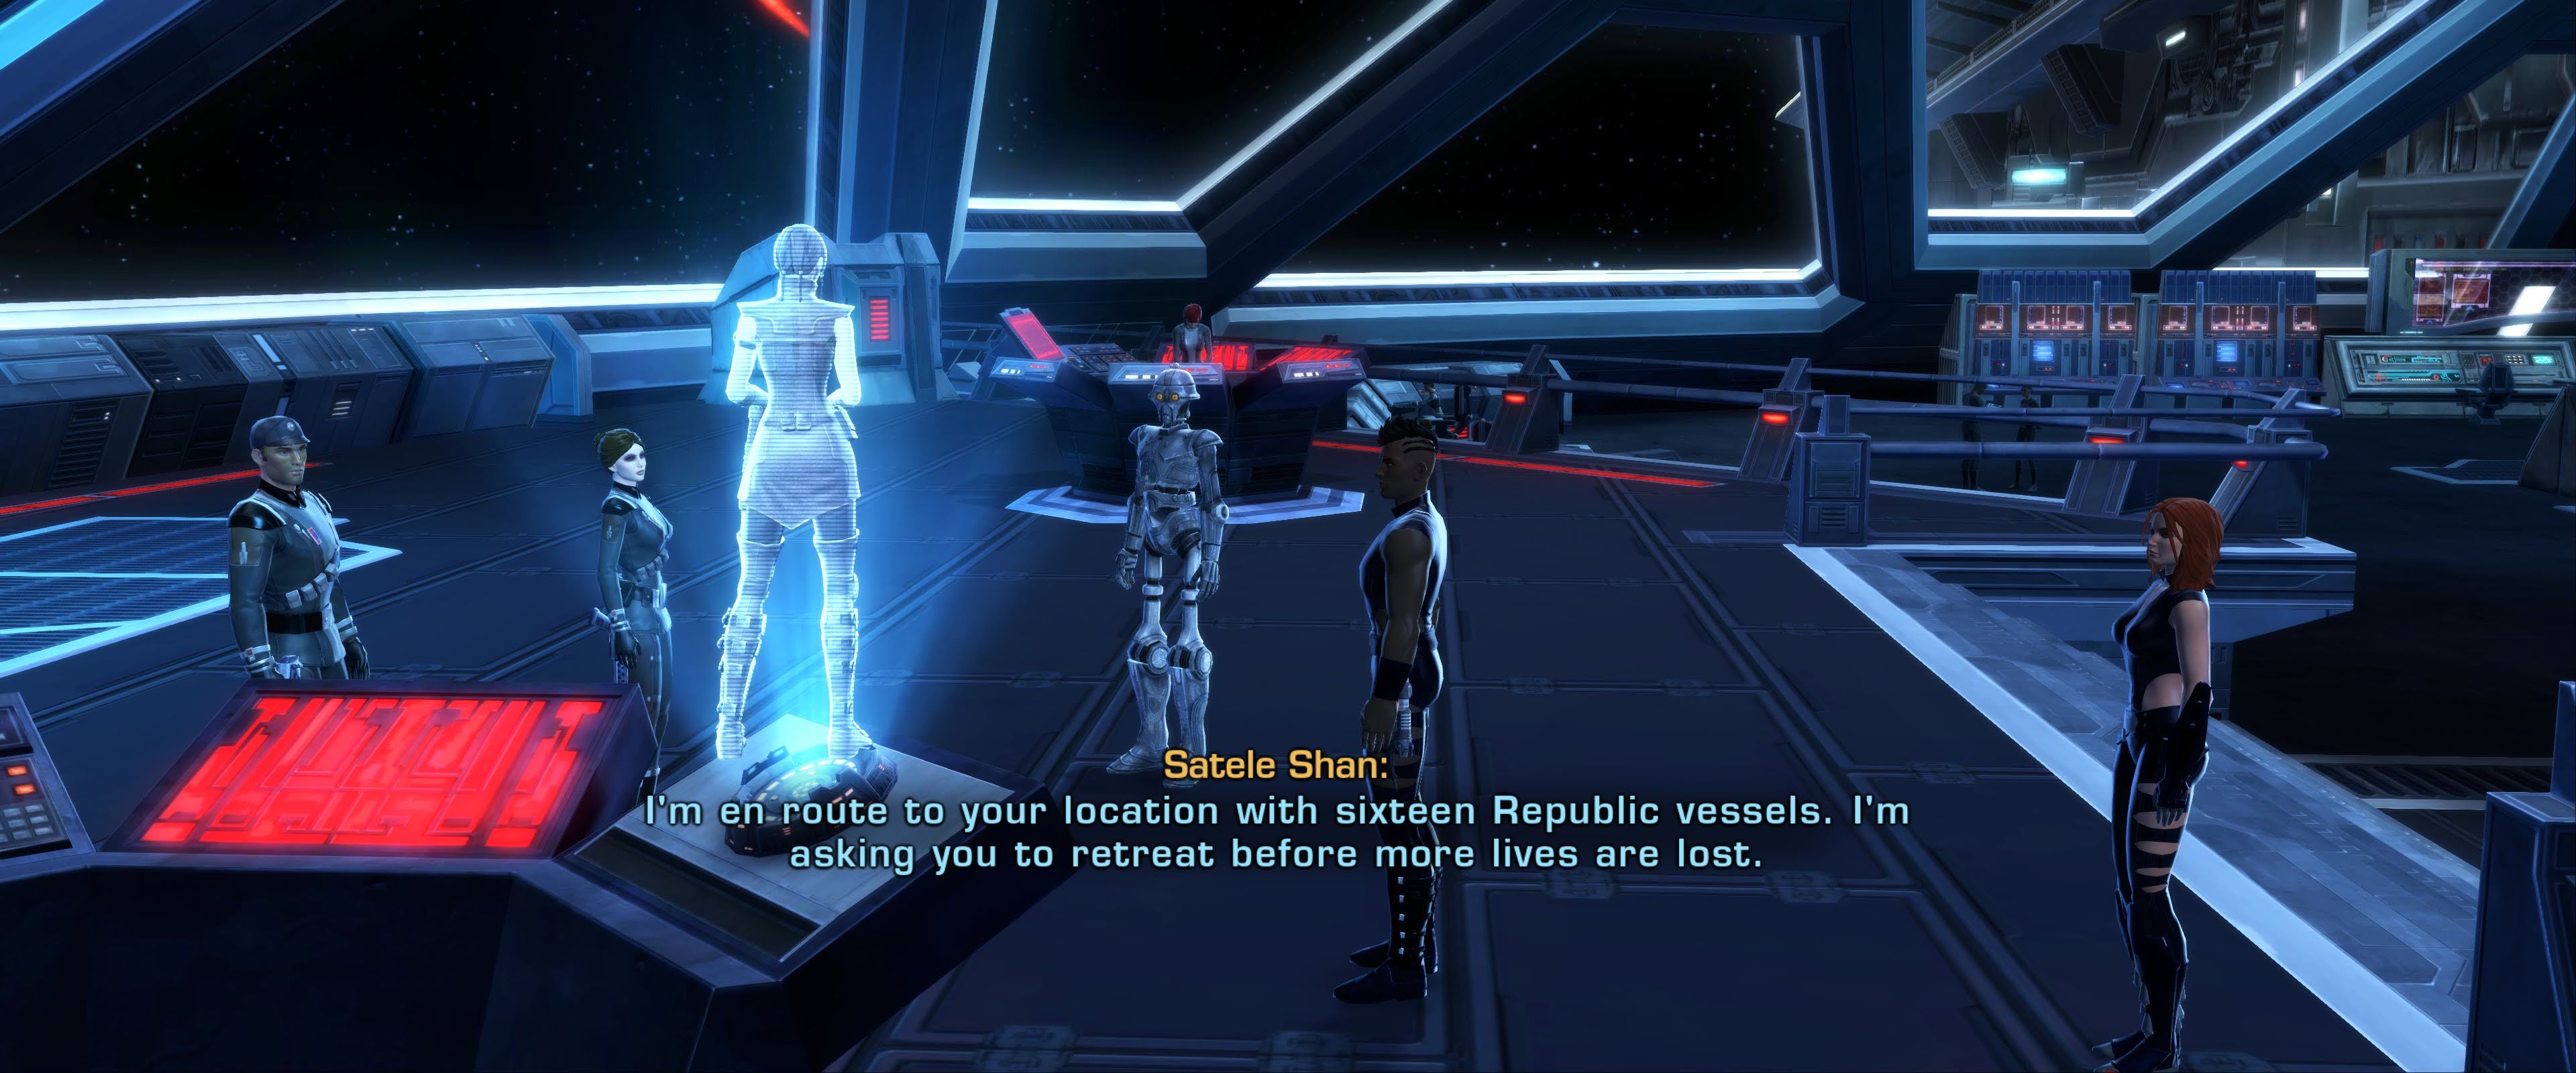 Satele Shan:
I'm en route to your location with sixteen Republic vessels. I'm
asking you to retreat before more lives are lost.